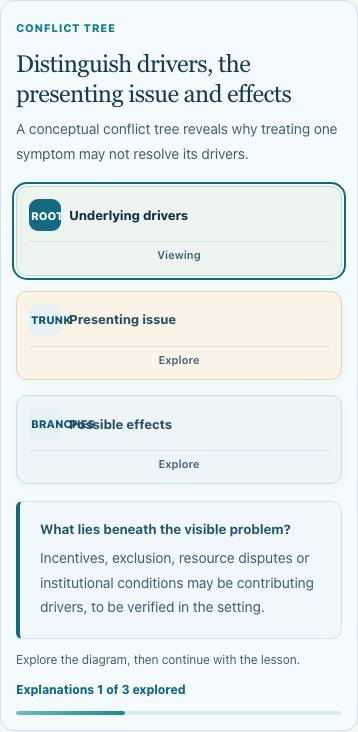 CONFLICT TREE
Distinguish drivers, the
presenting issue and effects
A conceptual conflict tree reveals why treating one
symptom may not resolve its drivers.
ROOT Underlying drivers
Viewing
TRUNK Presenting issue
Explore
BRANCHES Possible effects
Explore
What lies beneath the visible problem?
Incentives, exclusion, resource disputes or
institutional conditions may be contributing
drivers, to be verified in the setting.
Explore the diagram, then continue with the lesson.
Explanations 1 of 3 explored